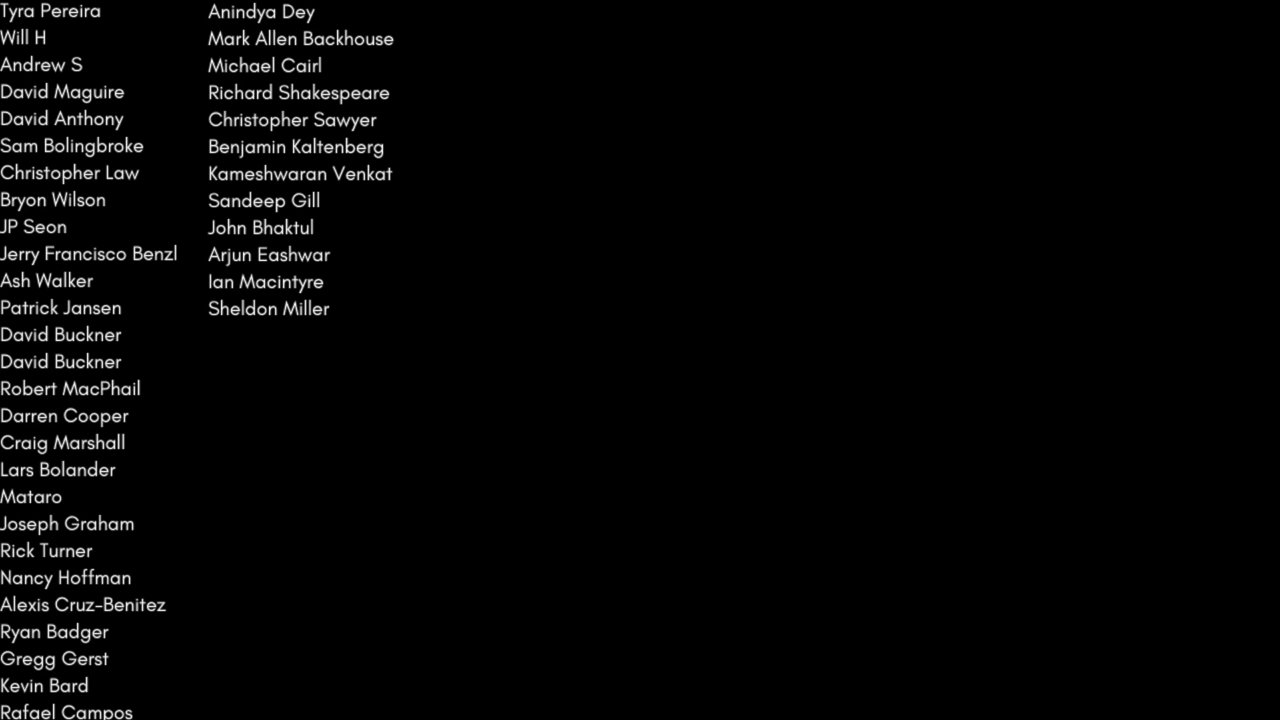 Tyra Pereira
Will H
Andrew S
David Maguire
David Anthony
Sam Bolingbroke
Christopher Law
Bryon Wilson
JP Seon
Jerry Francisco Benzl
Ash Walker
Patrick Jansen
David Buckner
David Buckner
Robert MacPhail
Darren Cooper
Craig Marshall
Lars Bolander
Mataro
Joseph Graham
Rick Turner
Nancy Hoffman
Alexis Cruz-Benitez
Ryan Badger
Gregg Gerst
Kevin Bard
Rafael Campos
Anindya Dey
Mark Allen Backhouse
Michael Cairl
Richard Shakespeare
Christopher Sawyer
Benjamin Kaltenberg
Kameshwaran Venkat
Sandeep Gill
John Bhaktul
Arjun Eashwar
Ian Macintyre
Sheldon Miller